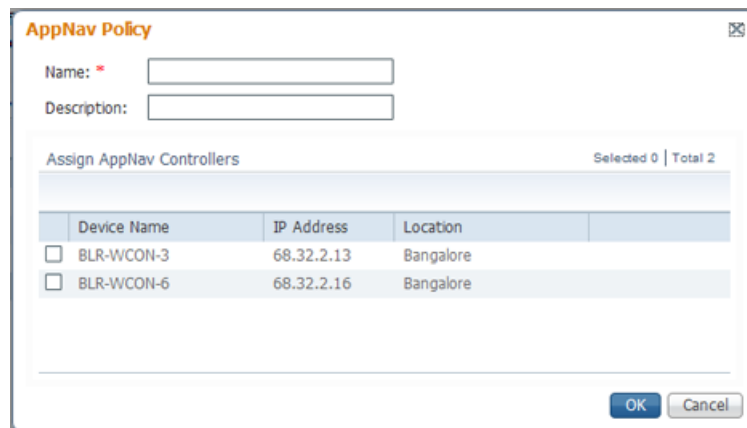 AppNav Policy
Name: *
Description:
Assign AppNav Controllers Selected 0 | Total 2
Device Name IP Address Location
BLR-WCON-3 68.32.2.13 Bangalore
BLR-WCON-6 68.32.2.16 Bangalore
OK Cancel